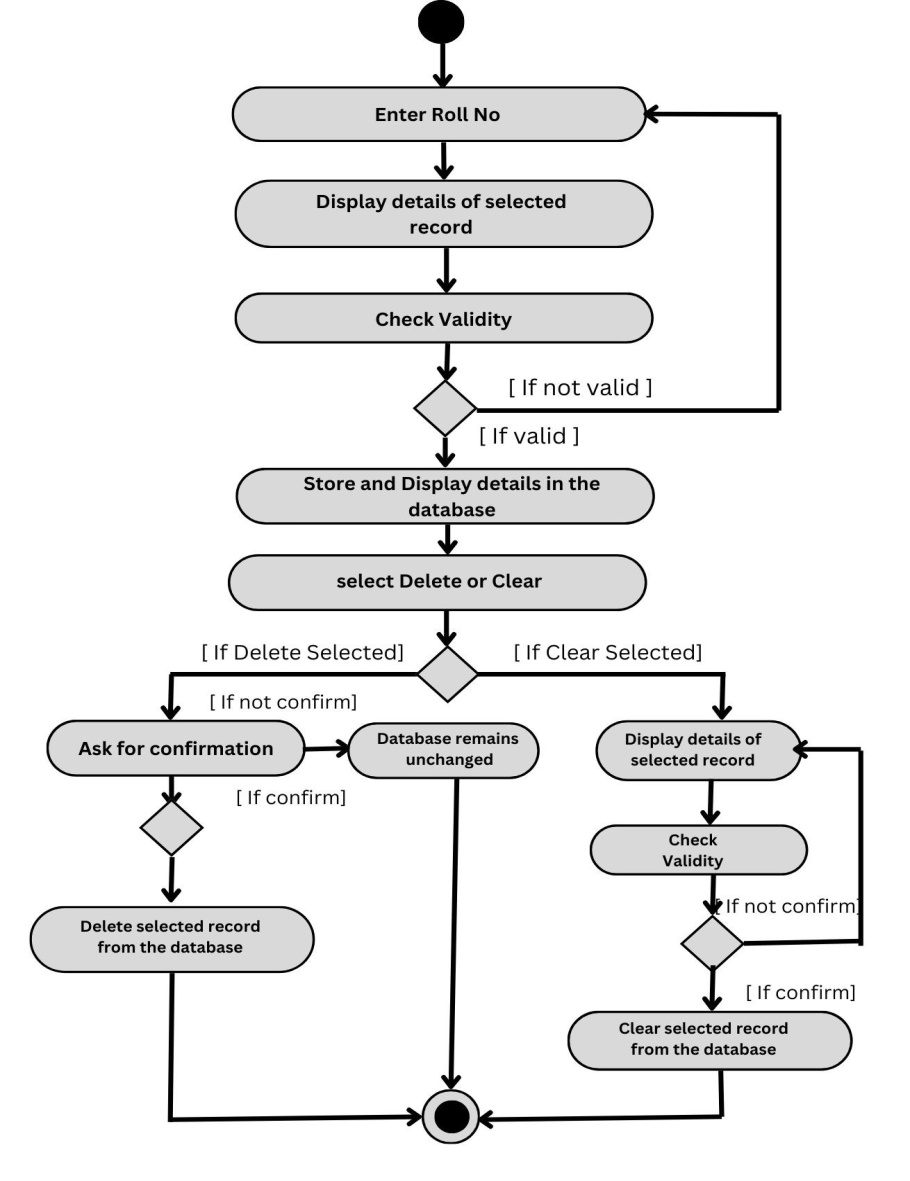 Enter Roll No
Display details of selected
record
Check Validity
[ If not valid ]
[ If valid ]
Store and Display details in the
database
select Delete or Clear
[ If Delete Selected]
[ If Clear Selected]
[ If not confirm]
Ask for confirmation
Database remains
unchanged
Display details of
selected record
[ If confirm]
Check
Validity
[ If not confirm]
Delete selected record
from the database
[ If confirm]
Clear selected record
from the database